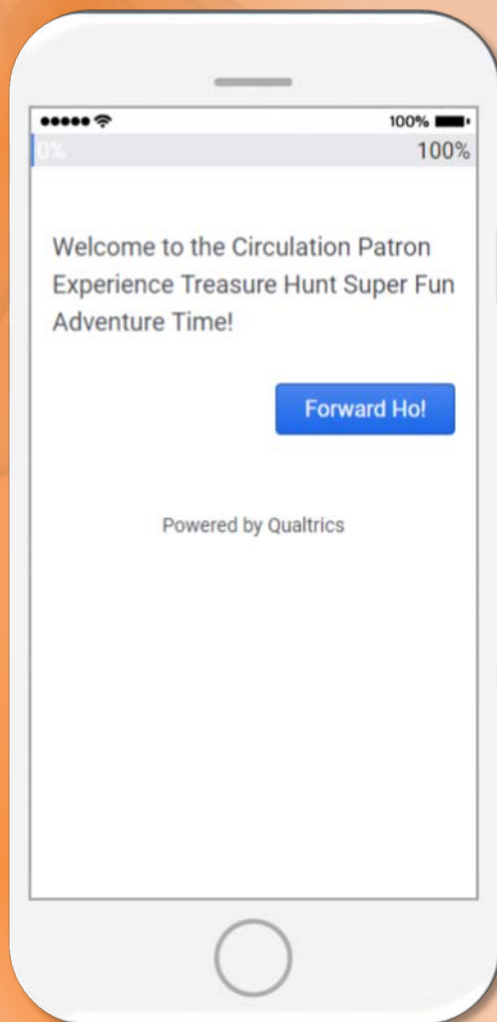 100%
0% 100%
Welcome to the Circulation Patron
Experience Treasure Hunt Super Fun
Adventure Time!
Forward Ho!
Powered by Qualtrics